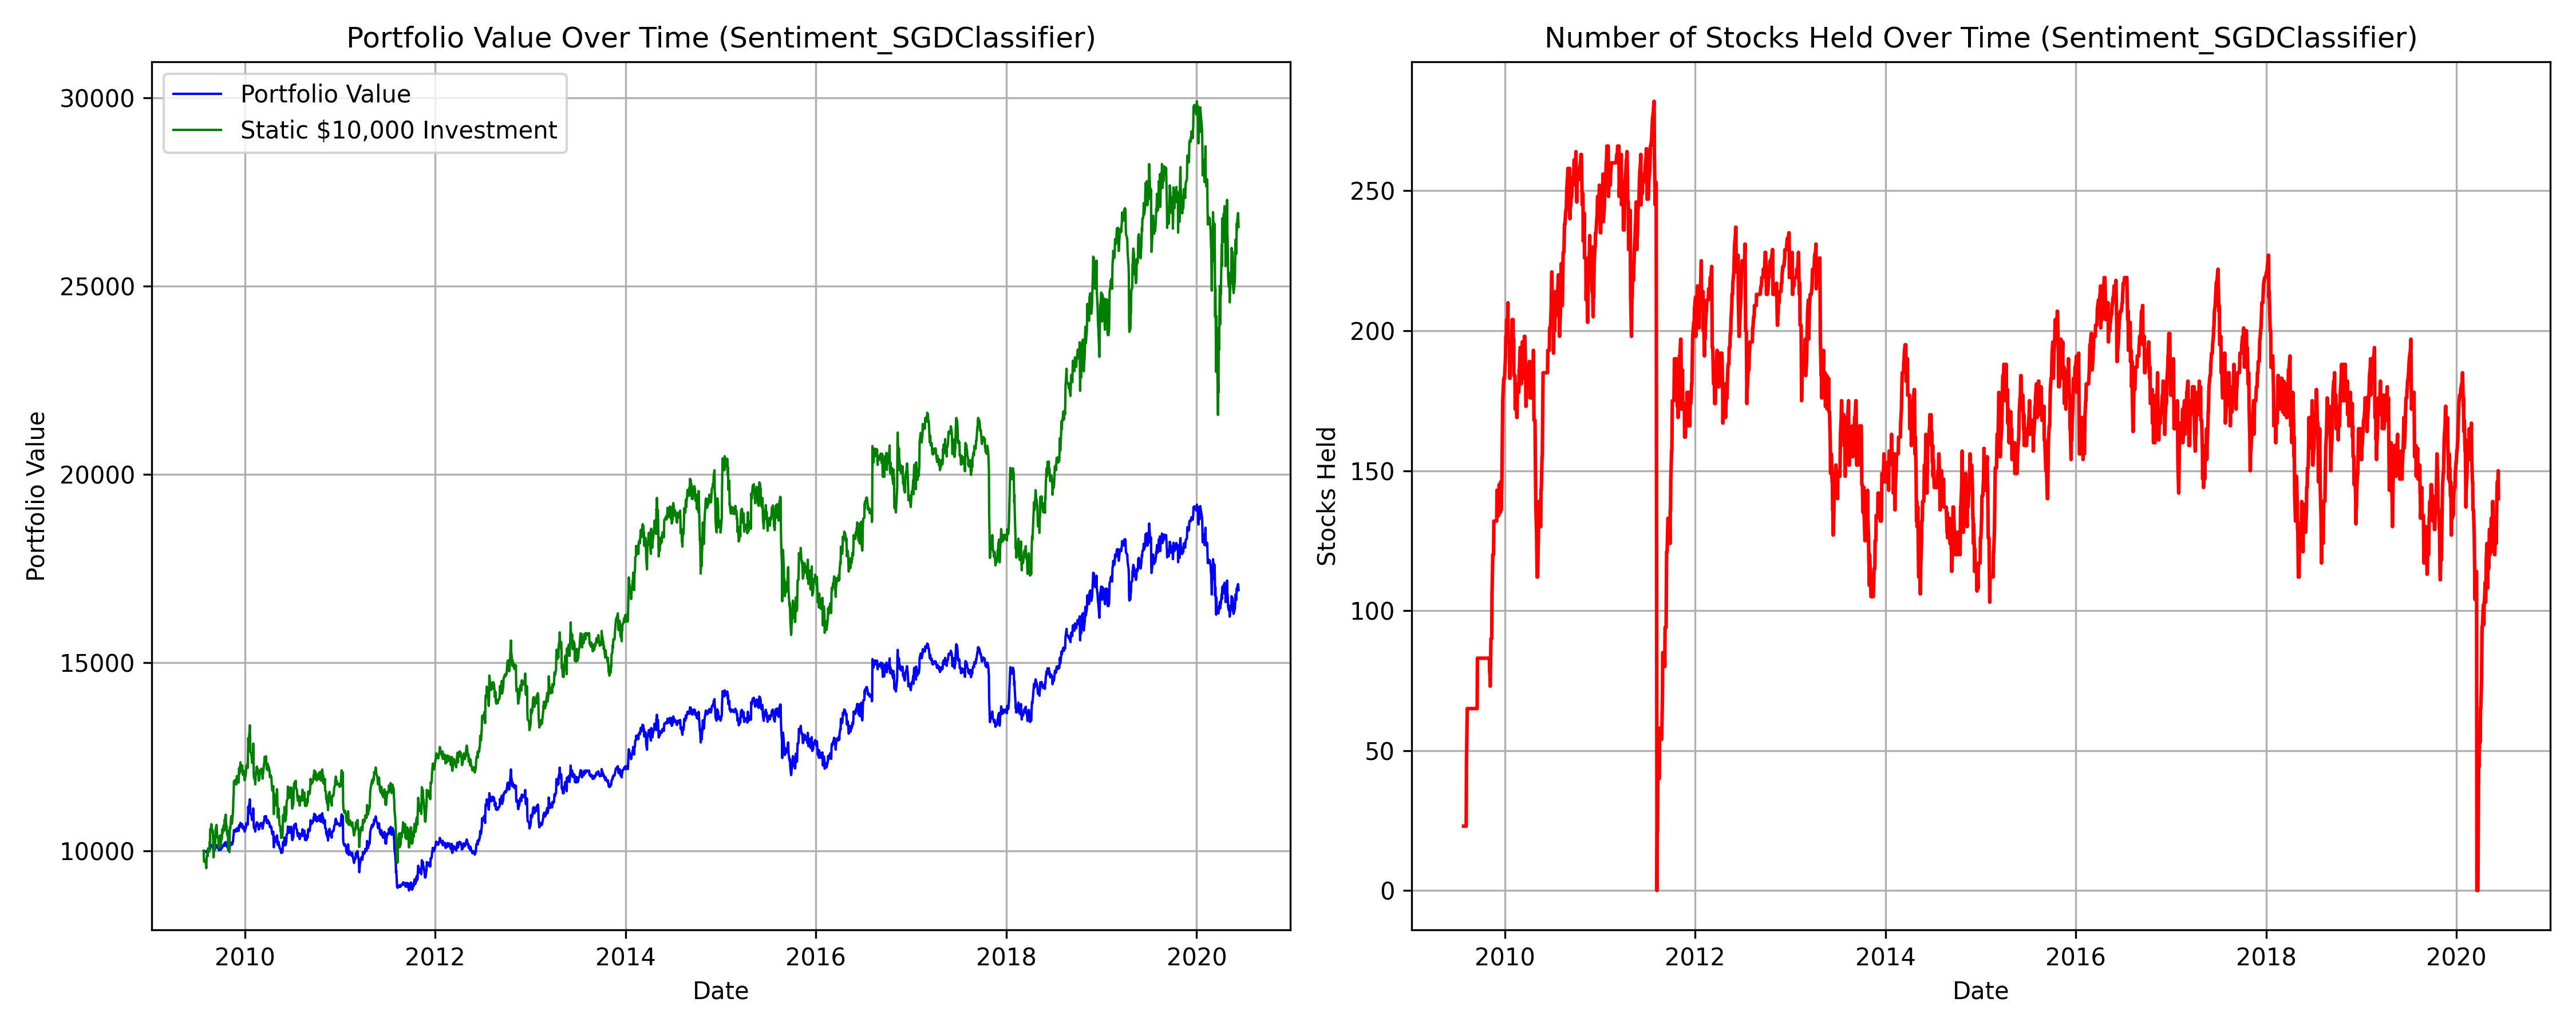 Portfolio Value Over Time (Sentiment_SGDClassifier)
Portfolio Value
Static $10,000 Investment
30000
25000
20000
15000
10000
Portfolio Value
2010 2012 2014 2016 2018 2020
Date
Number of Stocks Held Over Time (Sentiment_SGDClassifier)
250
200
150
100
50
0
Stocks Held
2010 2012 2014 2016 2018 2020
Date